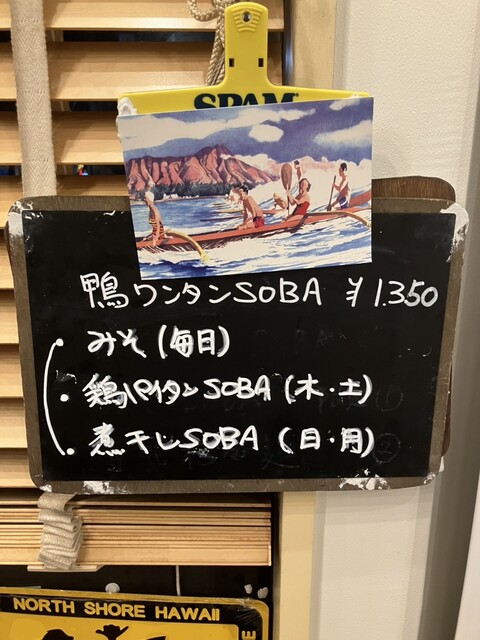 SPAM
鴨ワンタンSOBA ¥1.350
・みそ(毎日)
・鶏パイタンSOBA(木・土)
・煮干しSOBA(日・月)
NORTH SHORE HAWAII